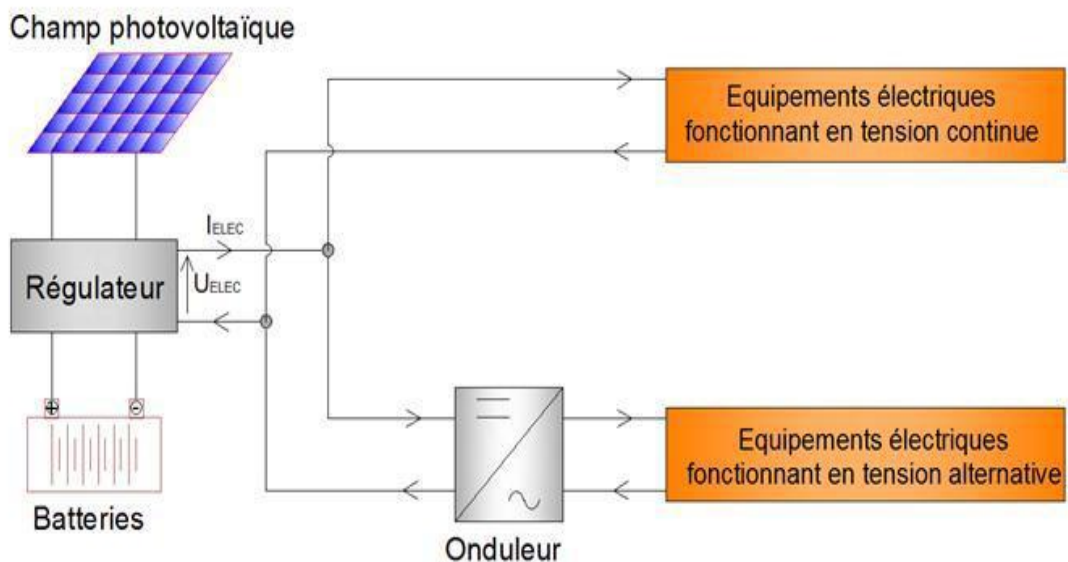 Champ photovoltaïque
Equipements électriques
fonctionnant en tension continue
IELEC
Régulateur
UELEC
+
-
Equipements électriques
fonctionnant en tension alternative
Batteries
Onduleur